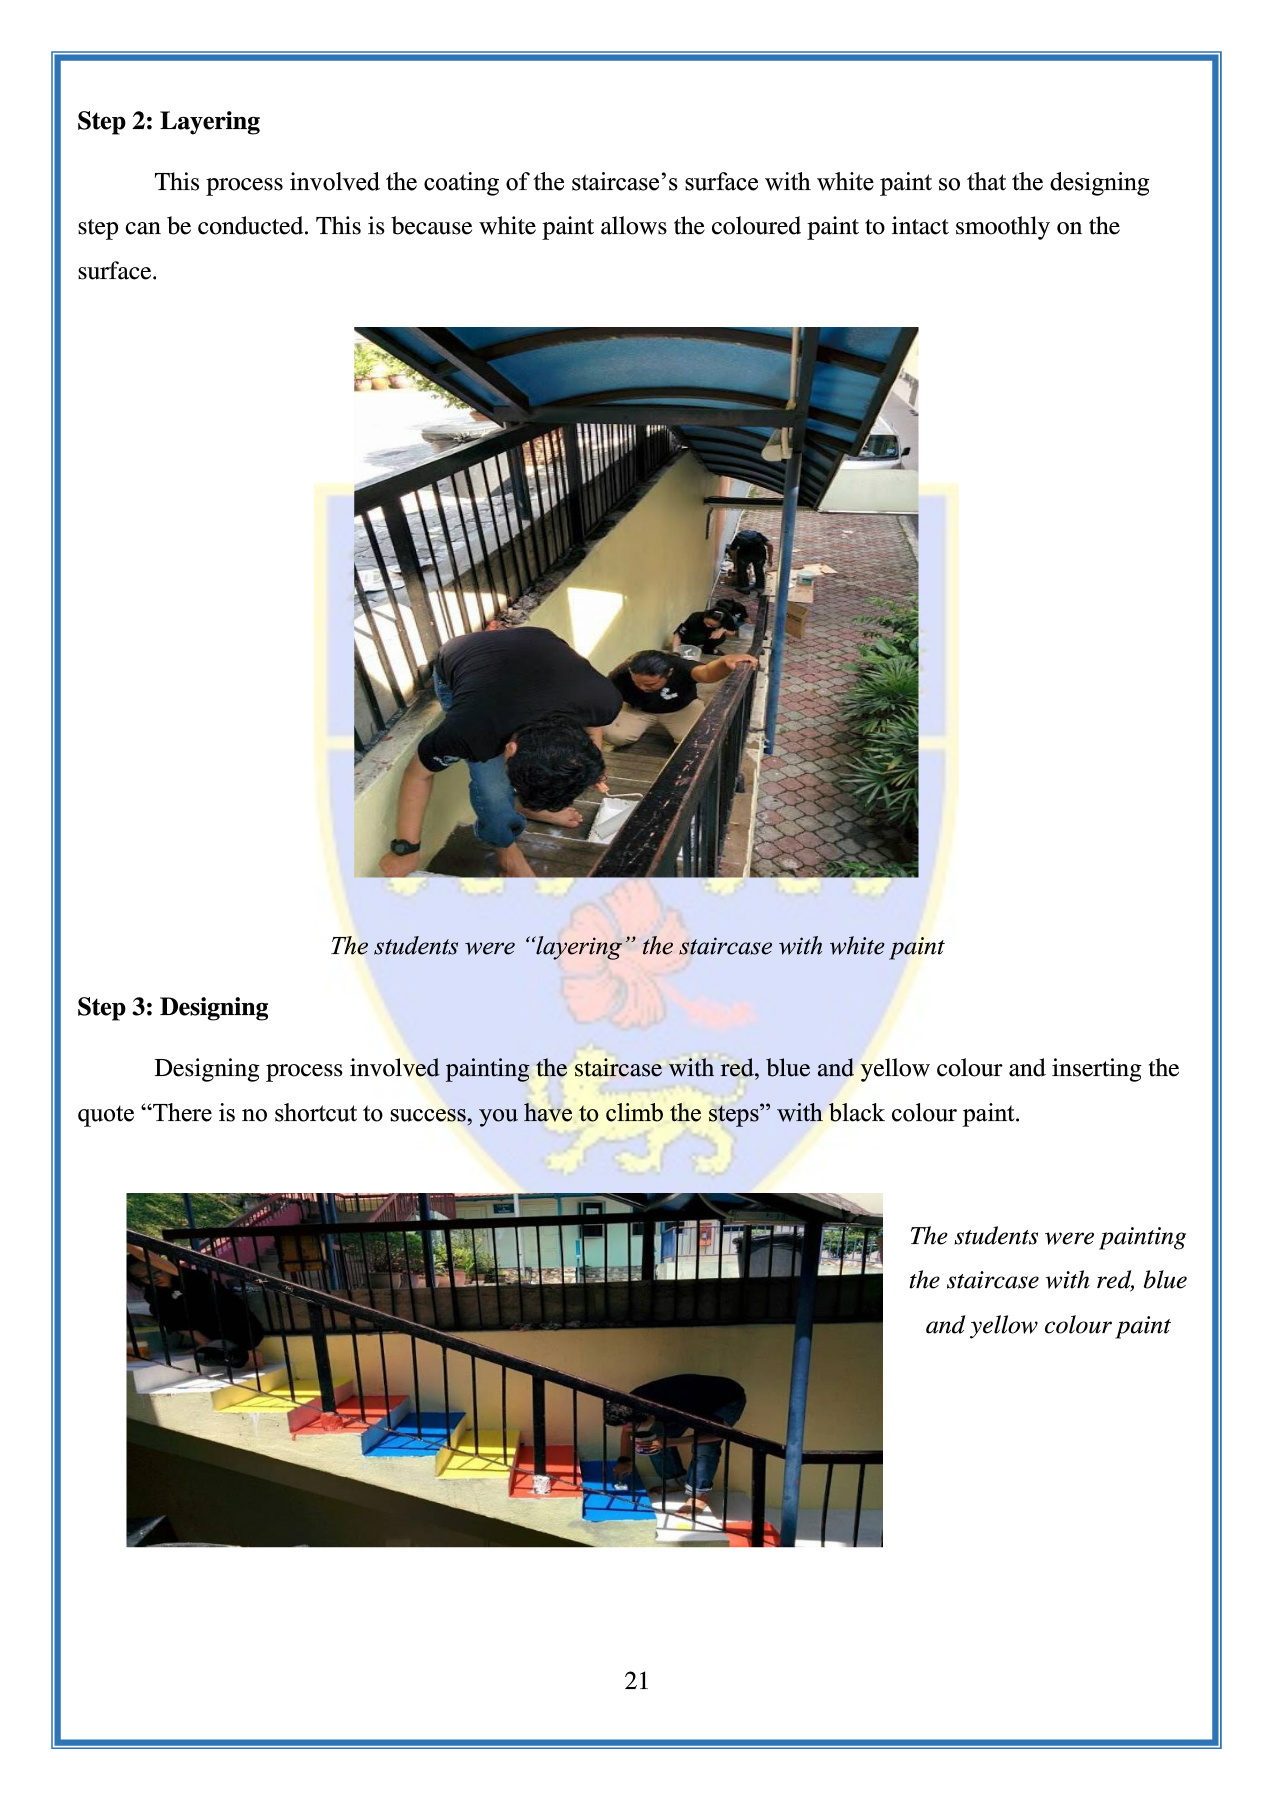 Step 2: Layering
This process involved the coating of the staircase’s surface with white paint so that the designing
step can be conducted. This is because white paint allows the coloured paint to intact smoothly on the
surface.
The students were “layering” the staircase with white paint
Step 3: Designing
Designing process involved painting the staircase with red, blue and yellow colour and inserting the
quote “There is no shortcut to success, you have to climb the steps” with black colour paint.
The students were painting
the staircase with red, blue
and yellow colour paint
21